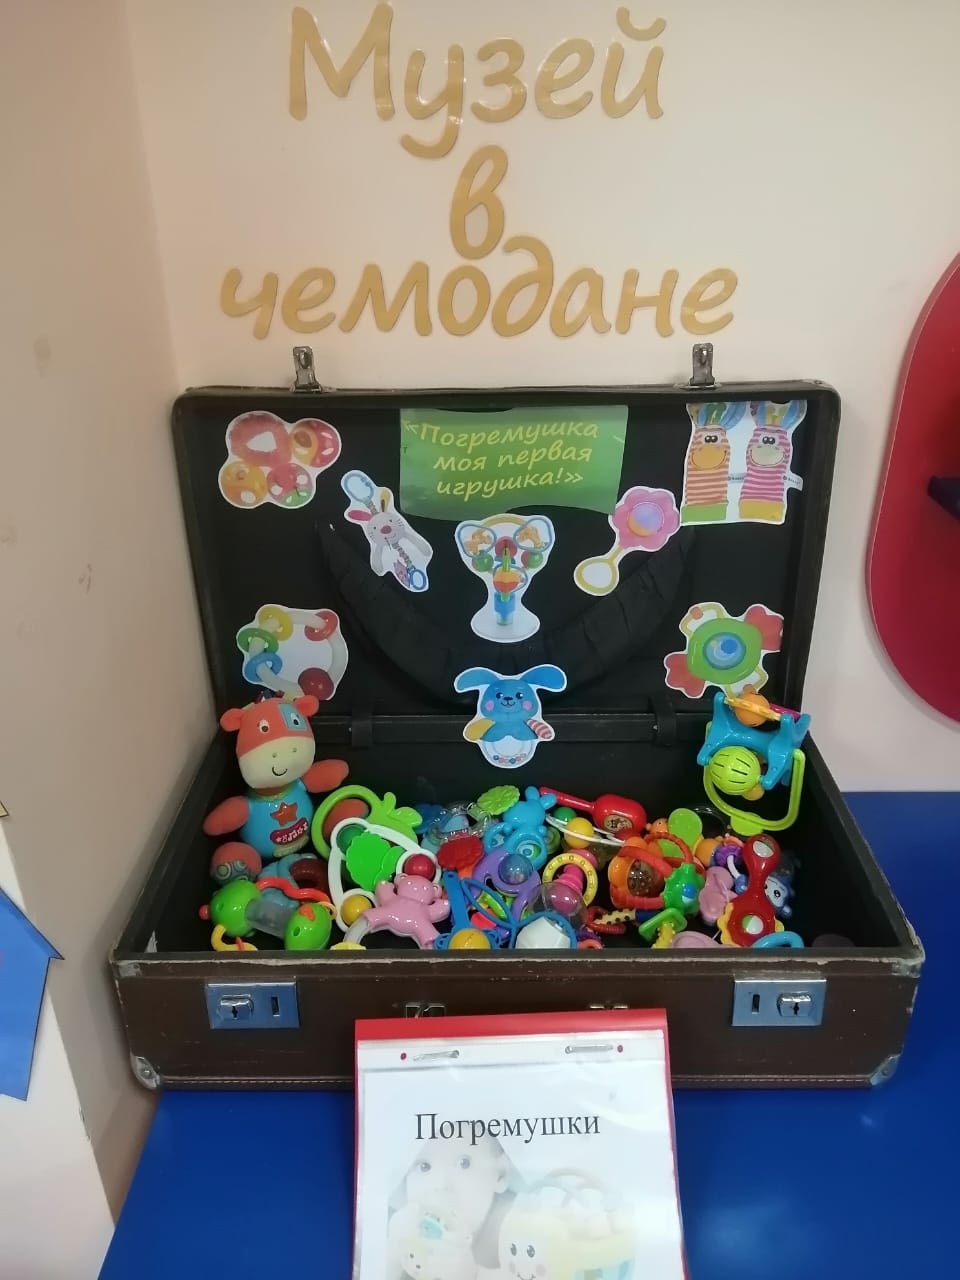 Музей
в
чемодане
«Погремушка
моя первая
игрушка!»
Погремушки